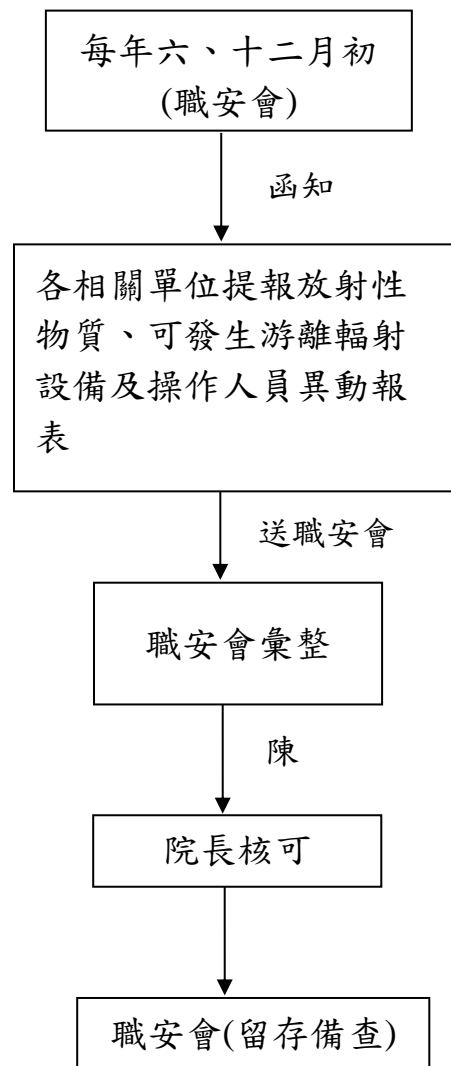 每年六、十二月初
(職安會)
函知
各相關單位提報放射性
物質、可發生游離輻射
設備及操作人員異動報
表
送職安會
職安會彙整
陳
院長核可
職安會(留存備查)